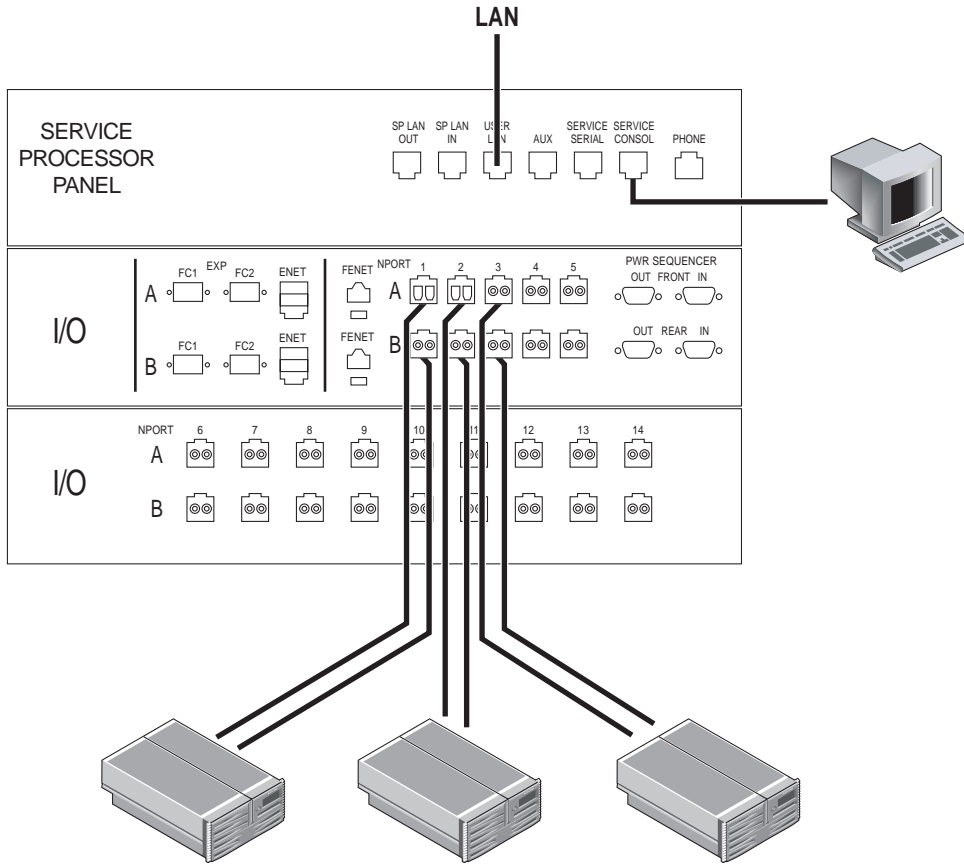 LAN
SERVICE
PROCESSOR
PANEL
SP LAN
OUT
SP LAN
IN
USER
LAN
AUX
SERVICE
SERIAL
SERVICE
CONSOL
PHONE
I/O
EXP
A FC1 FC2 ENET
B FC1 FC2 ENET
FENET
FENET
NPORT 1 2 3 4 5
A
B
PWR SEQUENCER
OUT FRONT IN
OUT REAR IN
I/O
NPORT 6 7 8 9 10 11 12 13 14
A
B